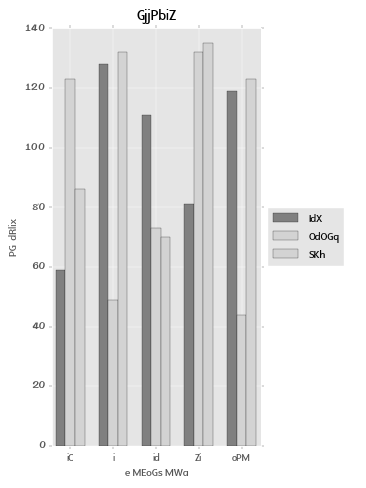 GjjPbiZ
140
120
100
80
60
40
20
0
PG dRlix
iC i id Zi oPM
e MEoGs MWa
IdX
OdOGq
SKh